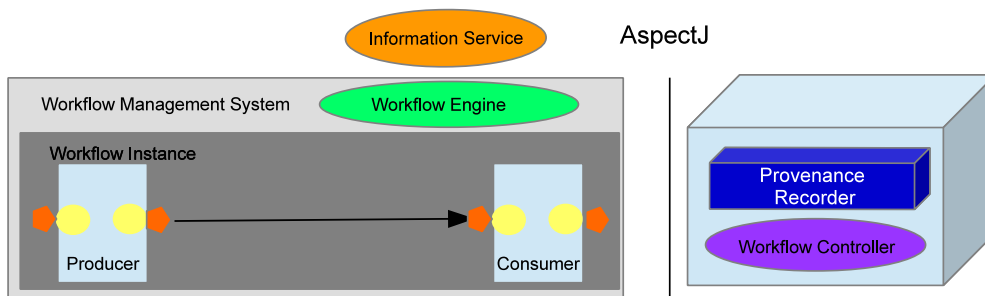 Information Service
AspectJ
Workflow Management System
Workflow Engine
Workflow Instance
Producer
Consumer
Provenance
Recorder
Workflow Controller